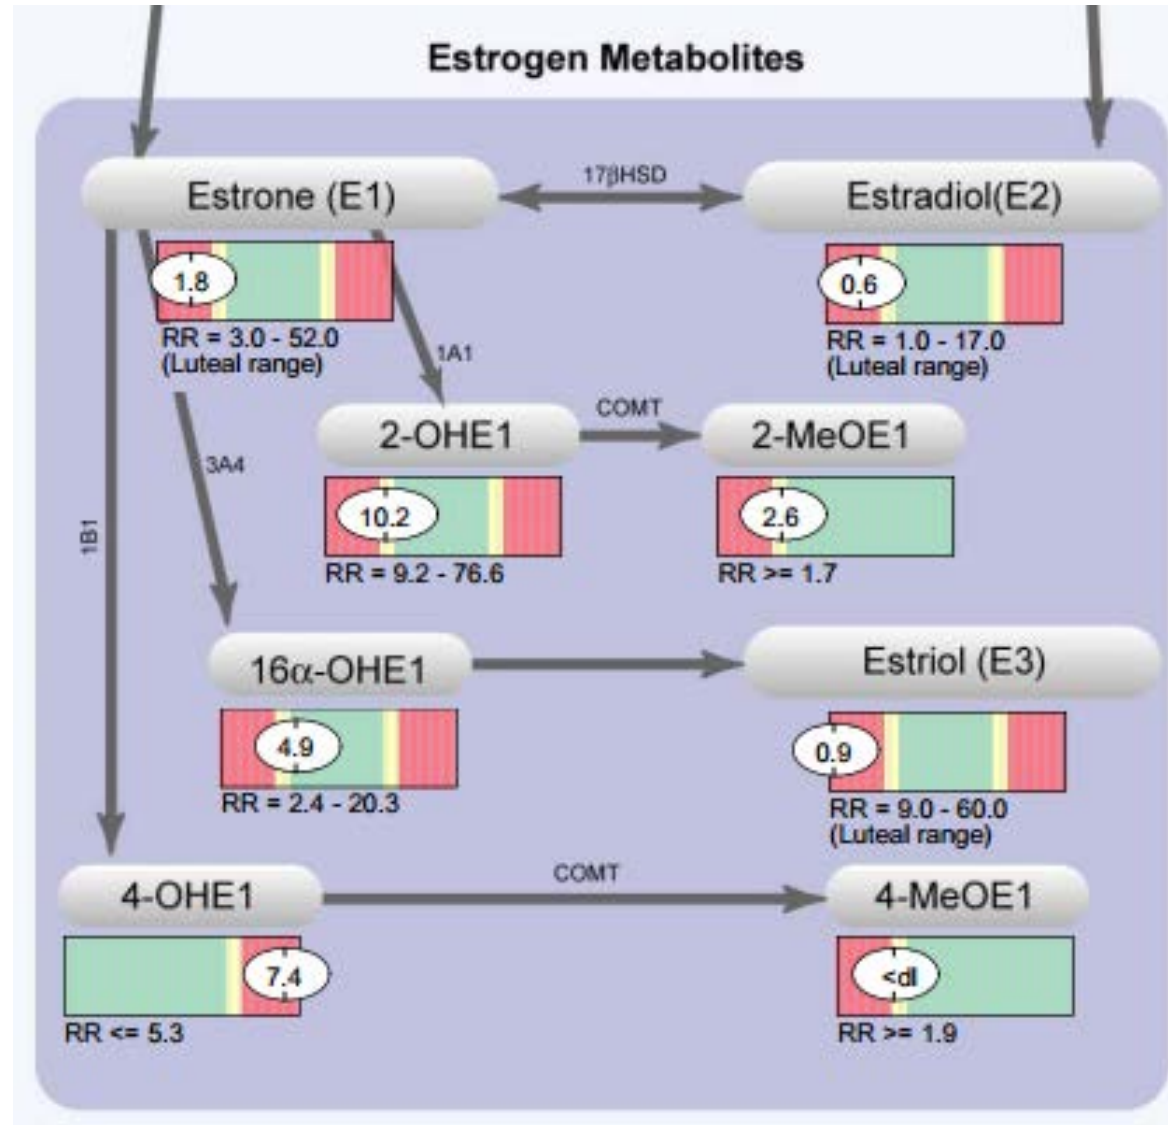 Estrogen Metabolites
Estrone (E1)
17βHSD
Estradiol(E2)
1.8
RR = 3.0 - 52.0
(Luteal range)
0.6
RR = 1.0 - 17.0
(Luteal range)
1A1
2-OHE1
COMT
2-MeOE1
3A4
10.2
RR = 9.2 - 76.6
2.6
RR >= 1.7
1B1
16α-OHE1
Estriol (E3)
4.9
RR = 2.4 - 20.3
0.9
RR = 9.0 - 60.0
(Luteal range)
4-OHE1
COMT
4-MeOE1
7.4
RR <= 5.3
<dl
RR >= 1.9